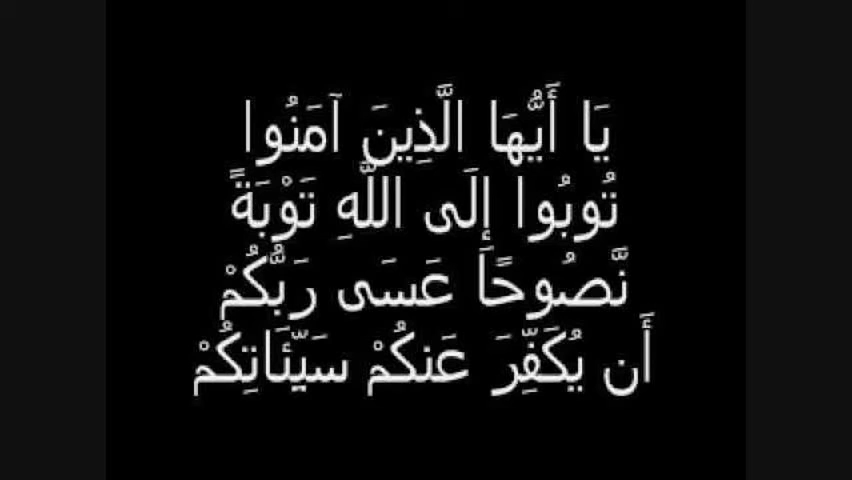 يَا أَيُّهَا الَّذِينَ آمَنُوا
تُوبُوا إِلَى اللَّهِ تَوْبَةً
نَّصُوحًا عَسَى رَبُّكُمْ
أَن يُكَفِّرَ عَنكُمْ سَيِّئَاتِكُمْ